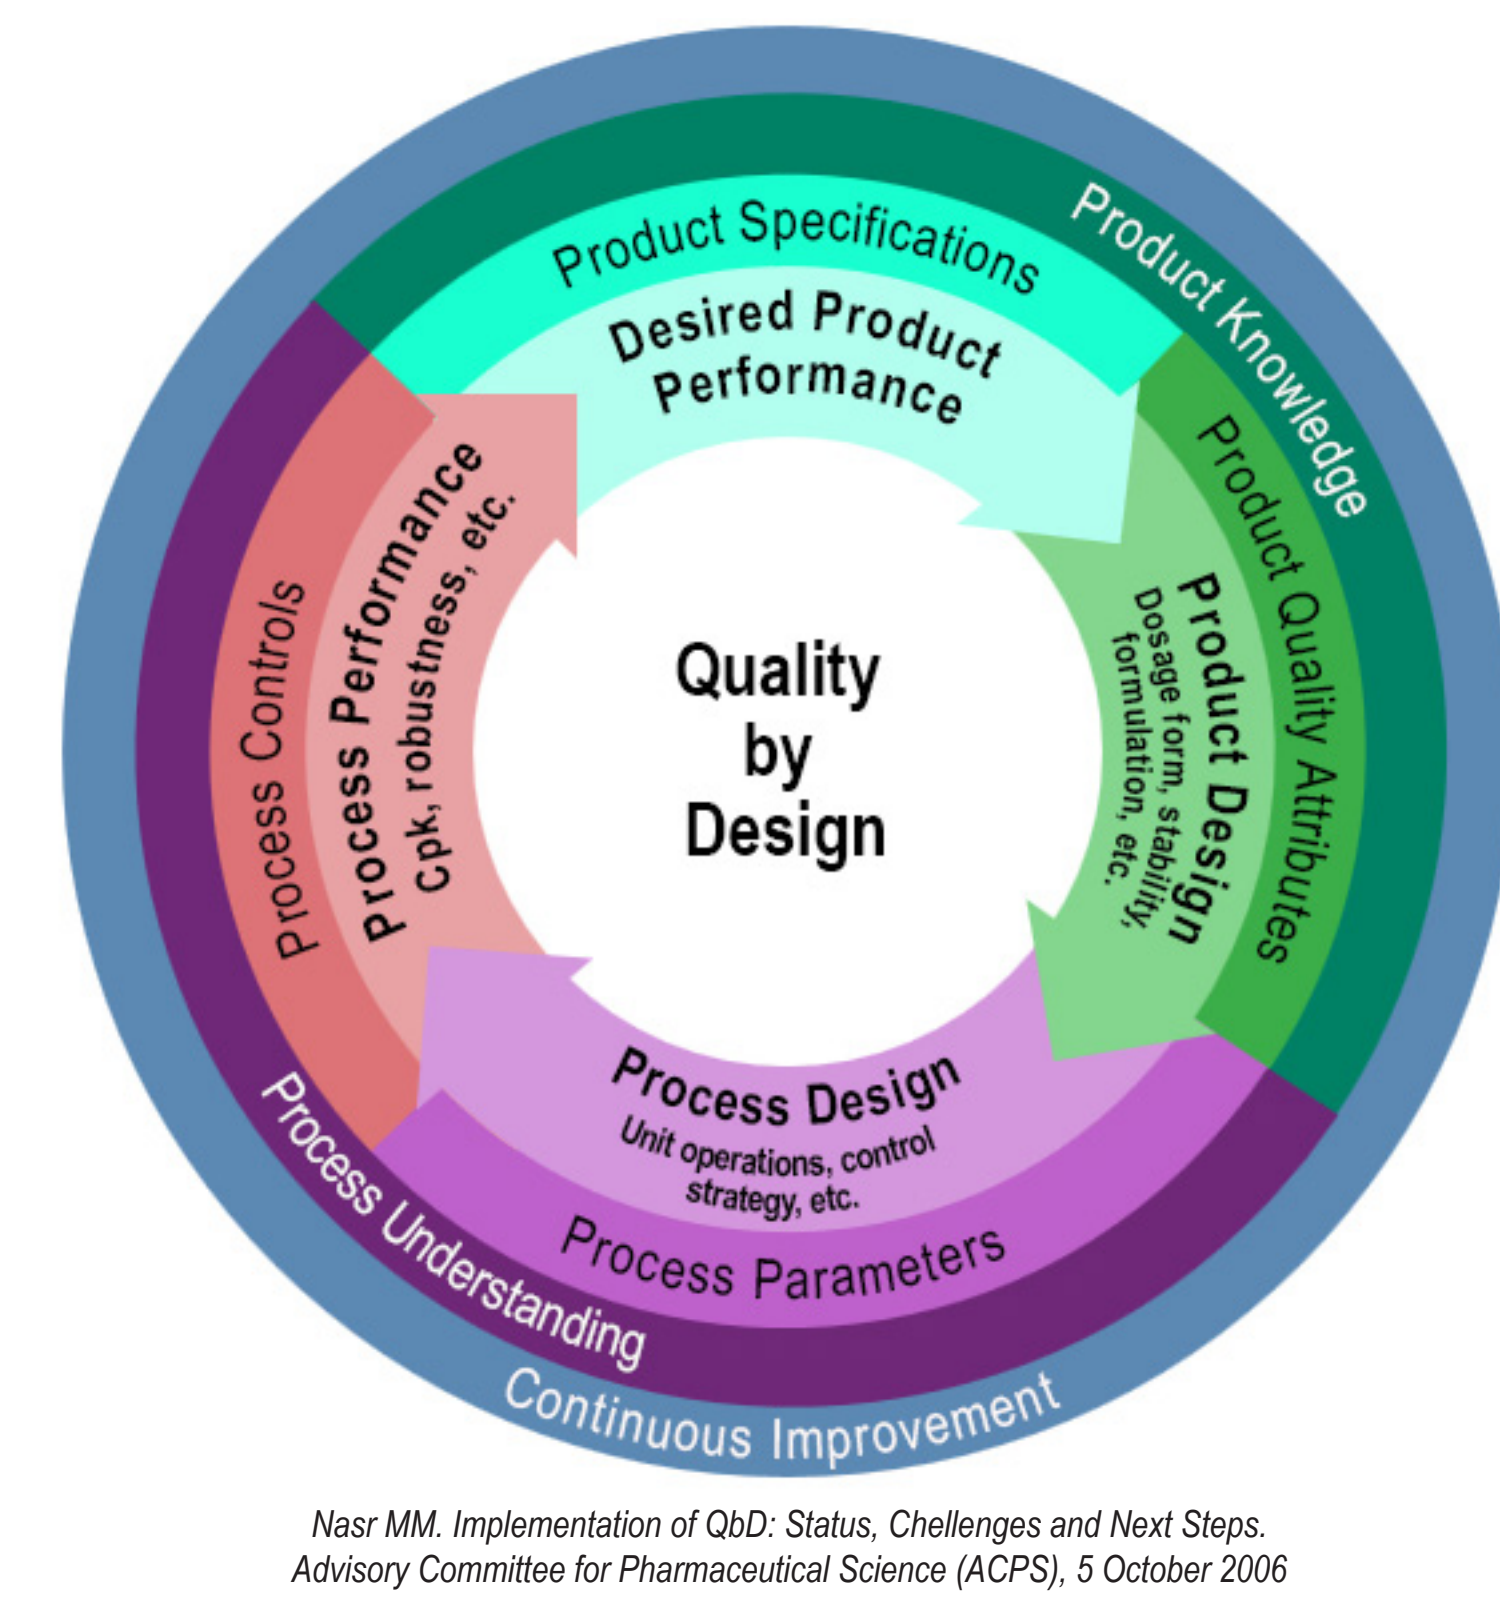 Product Knowledge
Product Specifications
Desired Product
Performance
Product Quality Attributes
Product Design
Dosage form, stability,
formulation, etc.
Process Performance
Cpk, robustness, etc.
Process Controls
Quality
by
Design
Process Design
Unit operations, control
strategy, etc.
Process Parameters
Process Understanding
Continuous Improvement
Nasr MM. Implementation of QbD: Status, Chellenges and Next Steps.
Advisory Committee for Pharmaceutical Science (ACPS), 5 October 2006